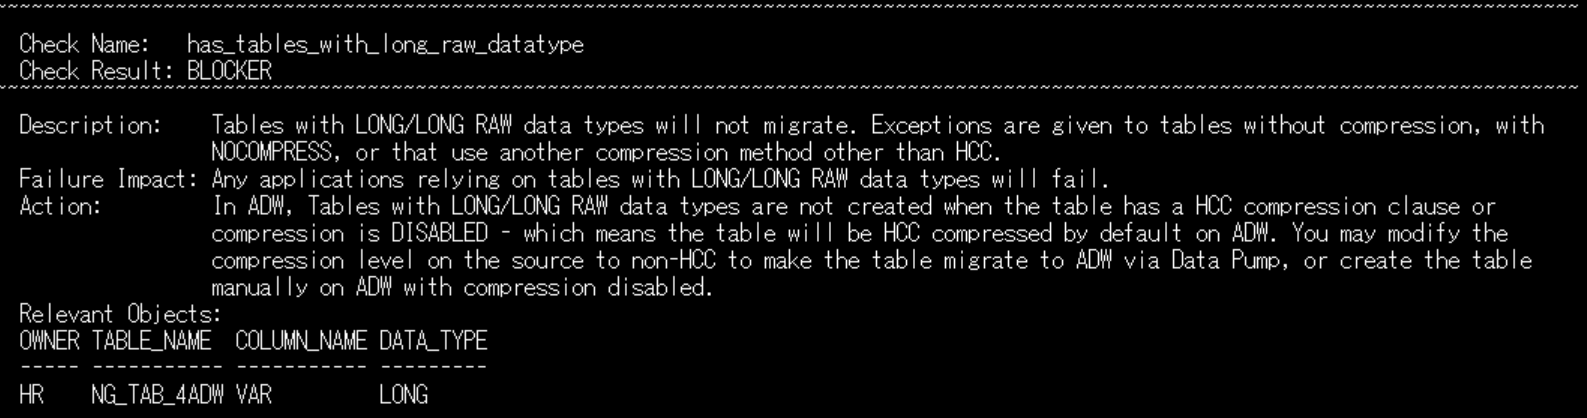 ~~~~~~~~~~~~~~~~~~~~~~~~~~~~~~~~~~~~~~~~~~~~~~~~~~~~~~~~~~~~~~~~~~~~~~~~~~~~~~~~~~~~~~~~~~~~~~~~~~~~~~~~~~~~~~~~~~~~~~~~~~~~~~~~~~~~~~
Check Name:   has_tables_with_long_raw_datatype
Check Result: BLOCKER
~~~~~~~~~~~~~~~~~~~~~~~~~~~~~~~~~~~~~~~~~~~~~~~~~~~~~~~~~~~~~~~~~~~~~~~~~~~~~~~~~~~~~~~~~~~~~~~~~~~~~~~~~~~~~~~~~~~~~~~~~~~~~~~~~~~~~~
Description:    Tables with LONG/LONG RAW data types will not migrate. Exceptions are given to tables without compression, with
                NOCOMPRESS, or that use another compression method other than HCC.
Failure Impact: Any applications relying on tables with LONG/LONG RAW data types will fail.
Action:         In ADW, Tables with LONG/LONG RAW data types are not created when the table has a HCC compression clause or
                compression is DISABLED - which means the table will be HCC compressed by default on ADW. You may modify the
                compression level on the source to non-HCC to make the table migrate to ADW via Data Pump, or create the table
                manually on ADW with compression disabled.
Relevant Objects:
OWNER TABLE_NAME  COLUMN_NAME DATA_TYPE
----- ----------- ----------- ---------
HR    NG_TAB_4ADW VAR         LONG